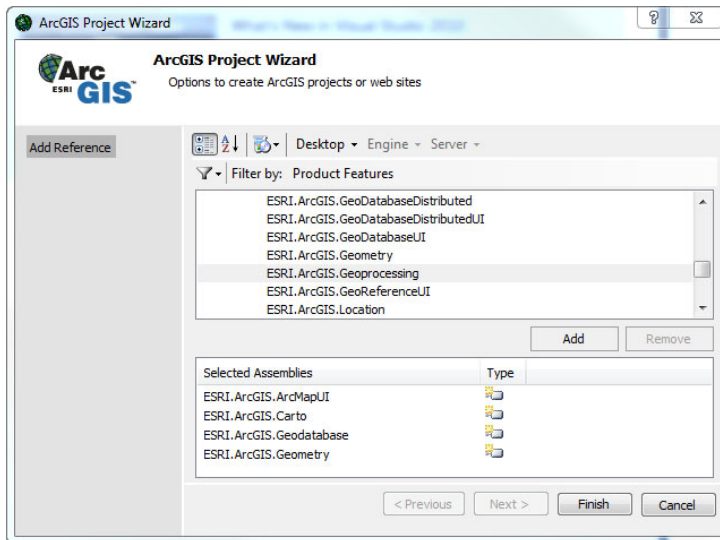 ArcGIS Project Wizard
What's New in Visual Studio 2010
Arc
ESRI GIS™
ArcGIS Project Wizard
Options to create ArcGIS projects or web sites
Add Reference
Desktop Engine Server
Filter by: Product Features
ESRI.ArcGIS.GeoDatabaseDistributed
ESRI.ArcGIS.GeoDatabaseDistributedUI
ESRI.ArcGIS.GeoDatabaseUI
ESRI.ArcGIS.Geometry
ESRI.ArcGIS.Geoprocessing
ESRI.ArcGIS.GeoReferenceUI
ESRI.ArcGIS.Location
Add Remove
Selected Assemblies Type
ESRI.ArcGIS.ArcMapUI
ESRI.ArcGIS.Carto
ESRI.ArcGIS.Geodatabase
ESRI.ArcGIS.Geometry
< Previous Next > Finish Cancel